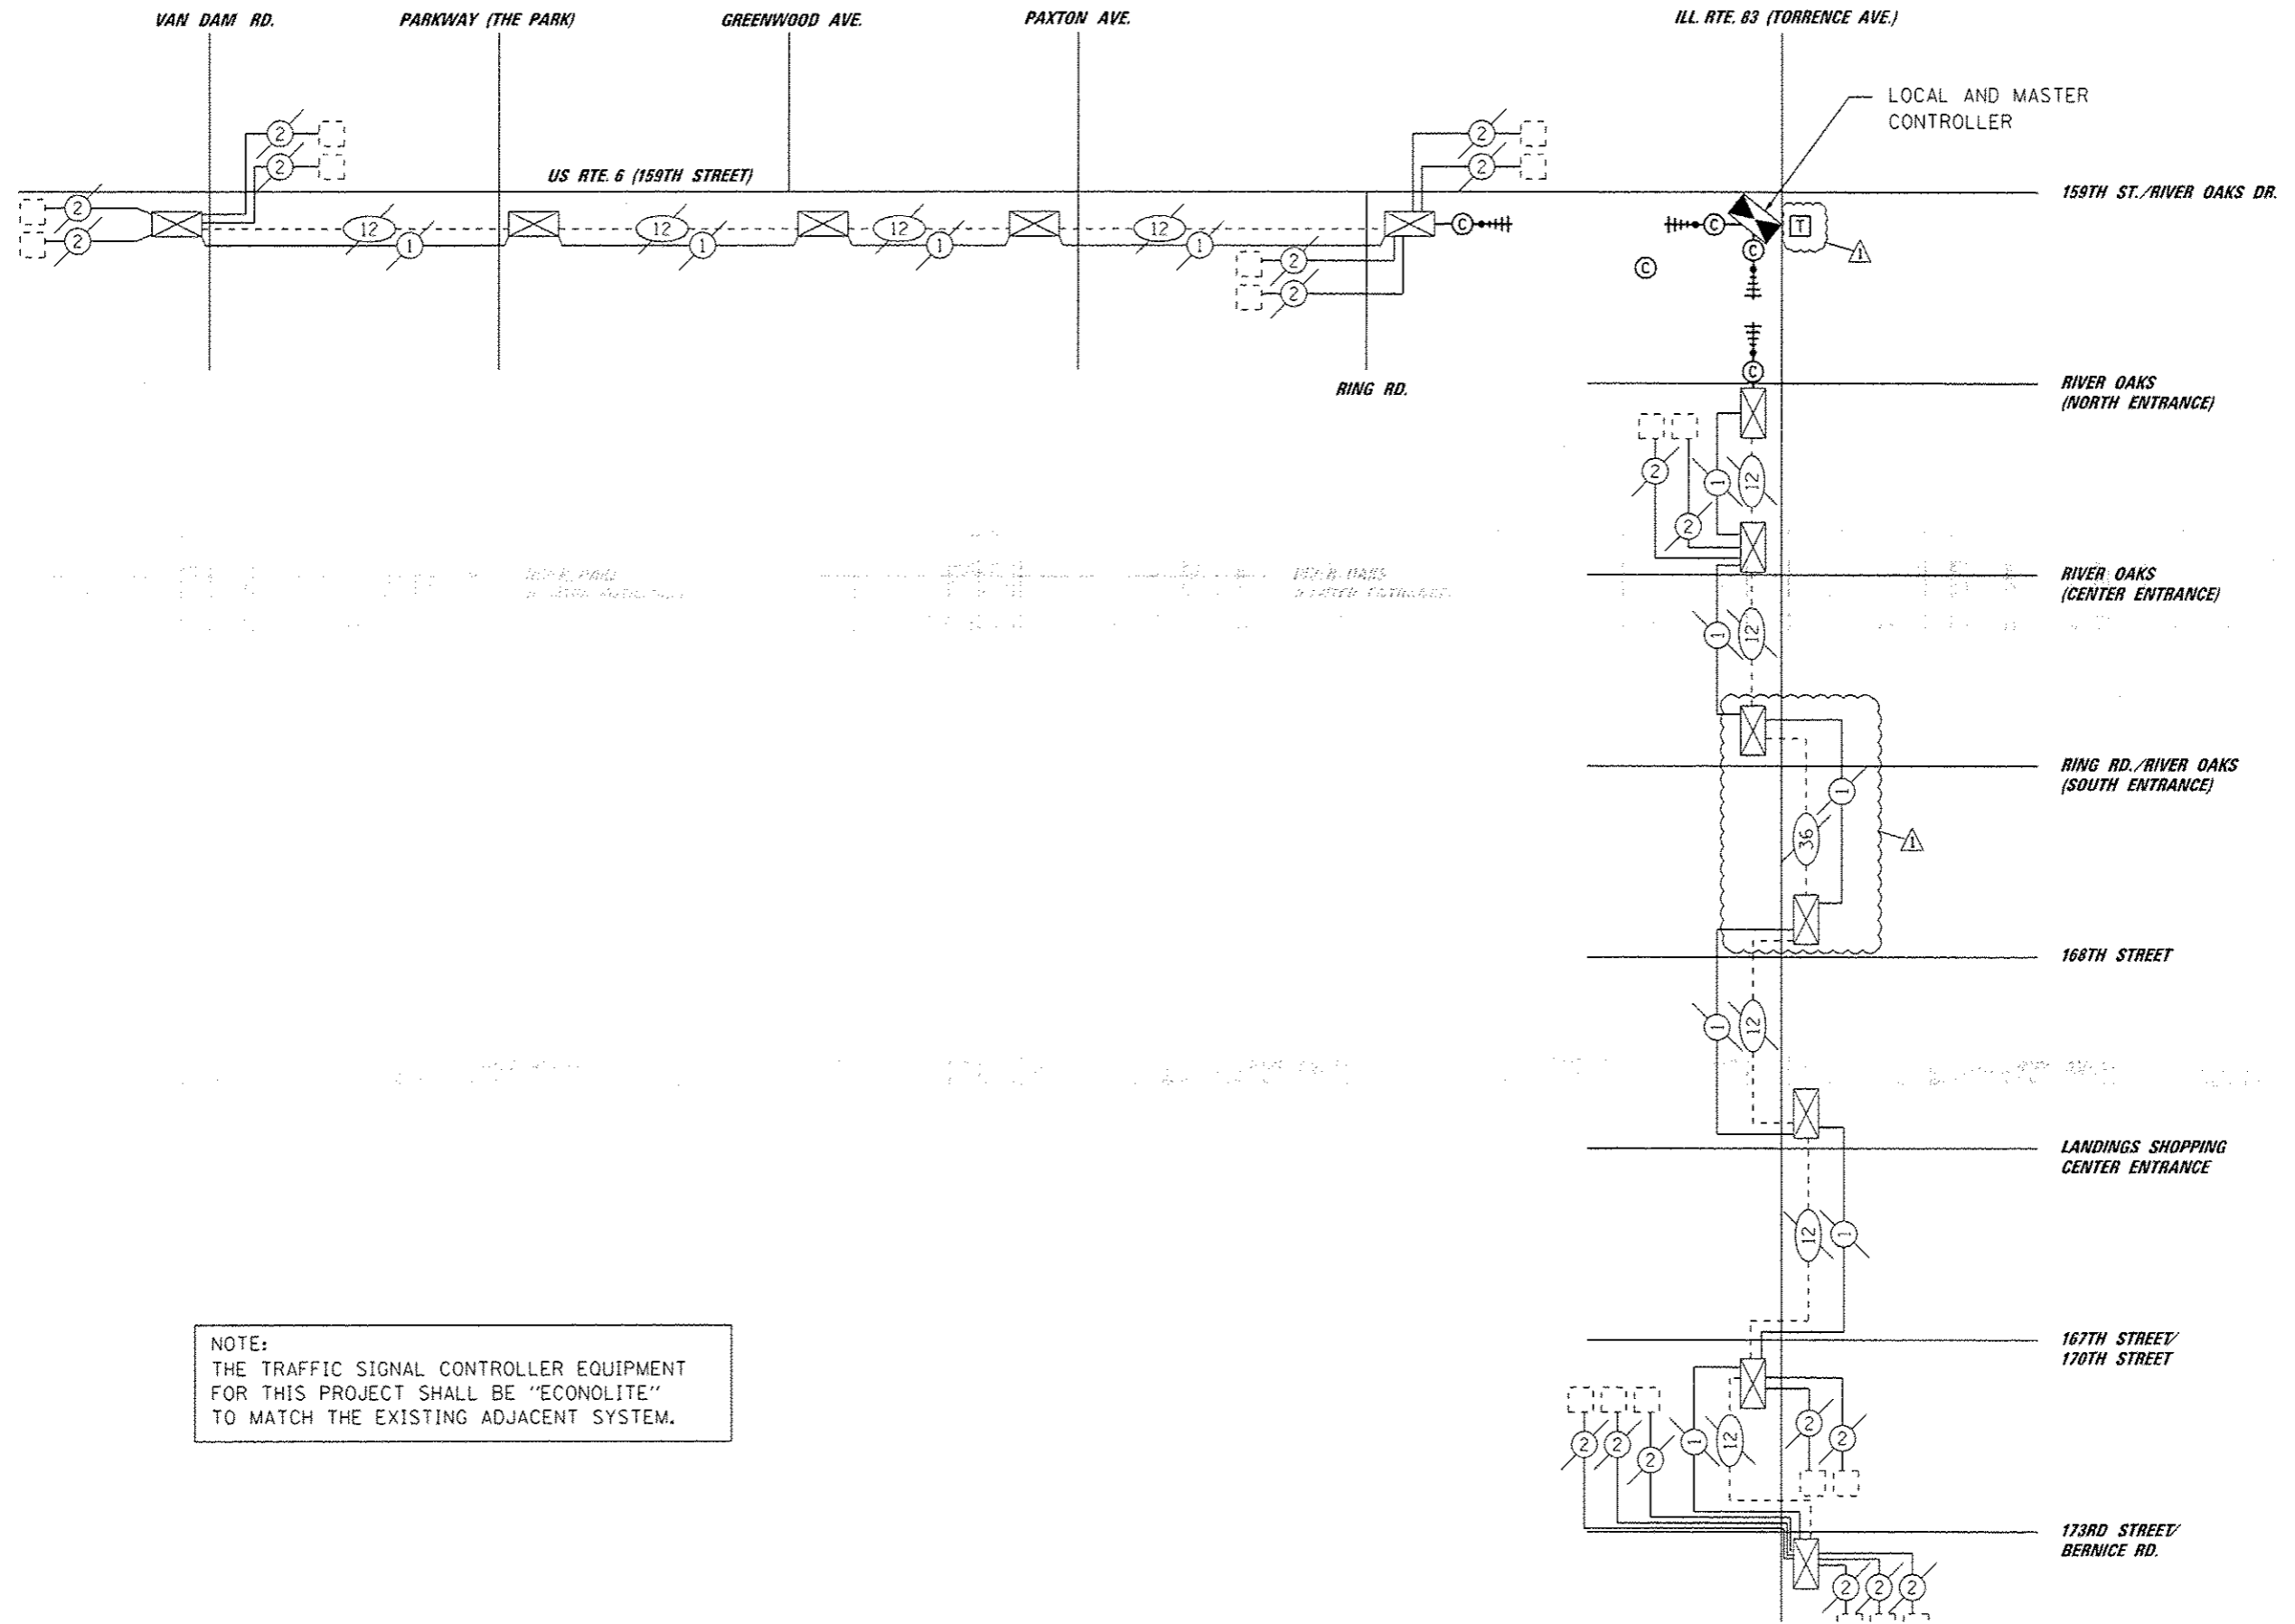 VAN DAM RD.
PARKWAY (THE PARK)
GREENWOOD AVE.
PAXTON AVE.
ILL. RTE. 83 (TORRENCE AVE.)
LOCAL AND MASTER
CONTROLLER
2
2
2
2
US RTE. 6 (159TH STREET)
159TH ST./RIVER OAKS DR.
2
2
12
12
12
12
C
C
T
1
1
1
1
C
1
2
2
C
C
RING RD.
RIVER OAKS
(NORTH ENTRANCE)
2
1
12
2
RIVER OAKS
(CENTER ENTRANCE)
1
12
RING RD./RIVER OAKS
(SOUTH ENTRANCE)
1
36
1
168TH STREET
1
12
LANDINGS SHOPPING
CENTER ENTRANCE
12
1
NOTE:
THE TRAFFIC SIGNAL CONTROLLER EQUIPMENT
FOR THIS PROJECT SHALL BE "ECONOLITE"
TO MATCH THE EXISTING ADJACENT SYSTEM.
167TH STREET/
170TH STREET
2
2
2
1
12
2
2
173RD STREET/
BERNICE RD.
2
2
2